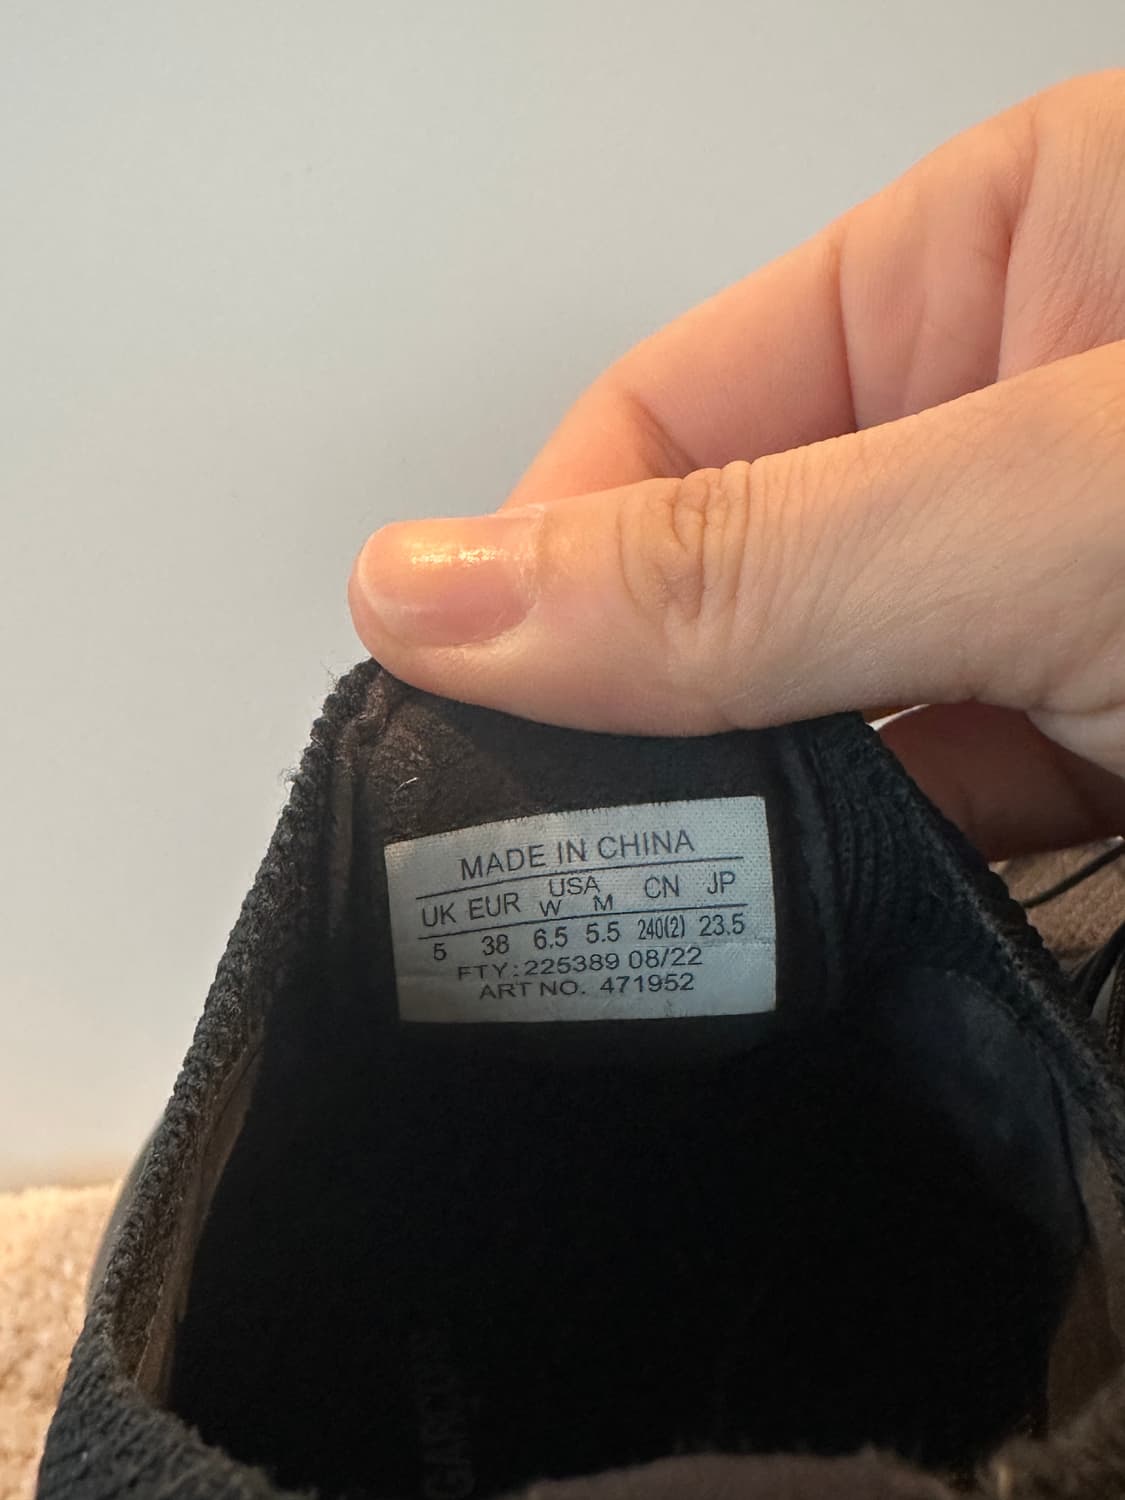 MADE IN CHINA
UK EUR USA CN JP
W M
5 38 6.5 5.5 240(2) 23.5
FTY: 225389 08/22
ART NO. 471952